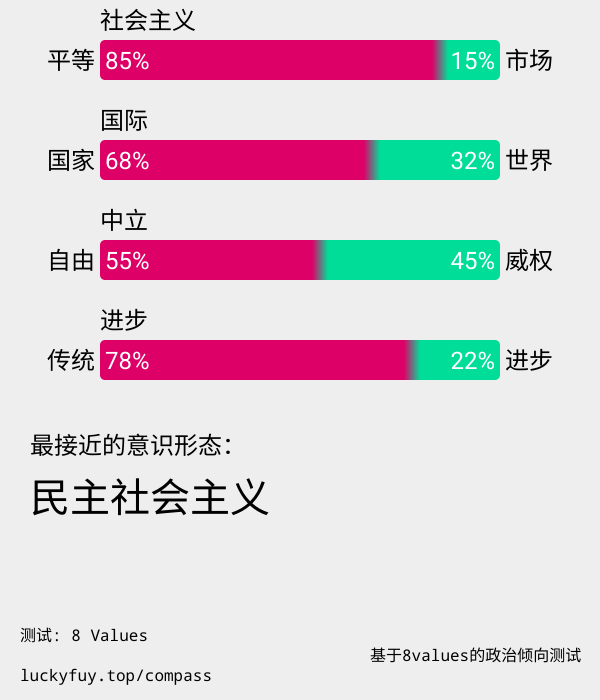 社会主义
平等 85% 15% 市场
国际
国家 68% 32% 世界
中立
自由 55% 45% 威权
进步
传统 78% 22% 进步
最接近的意识形态：
民主社会主义
测试: 8 Values
基于8values的政治倾向测试
luckyfuy.top/compass